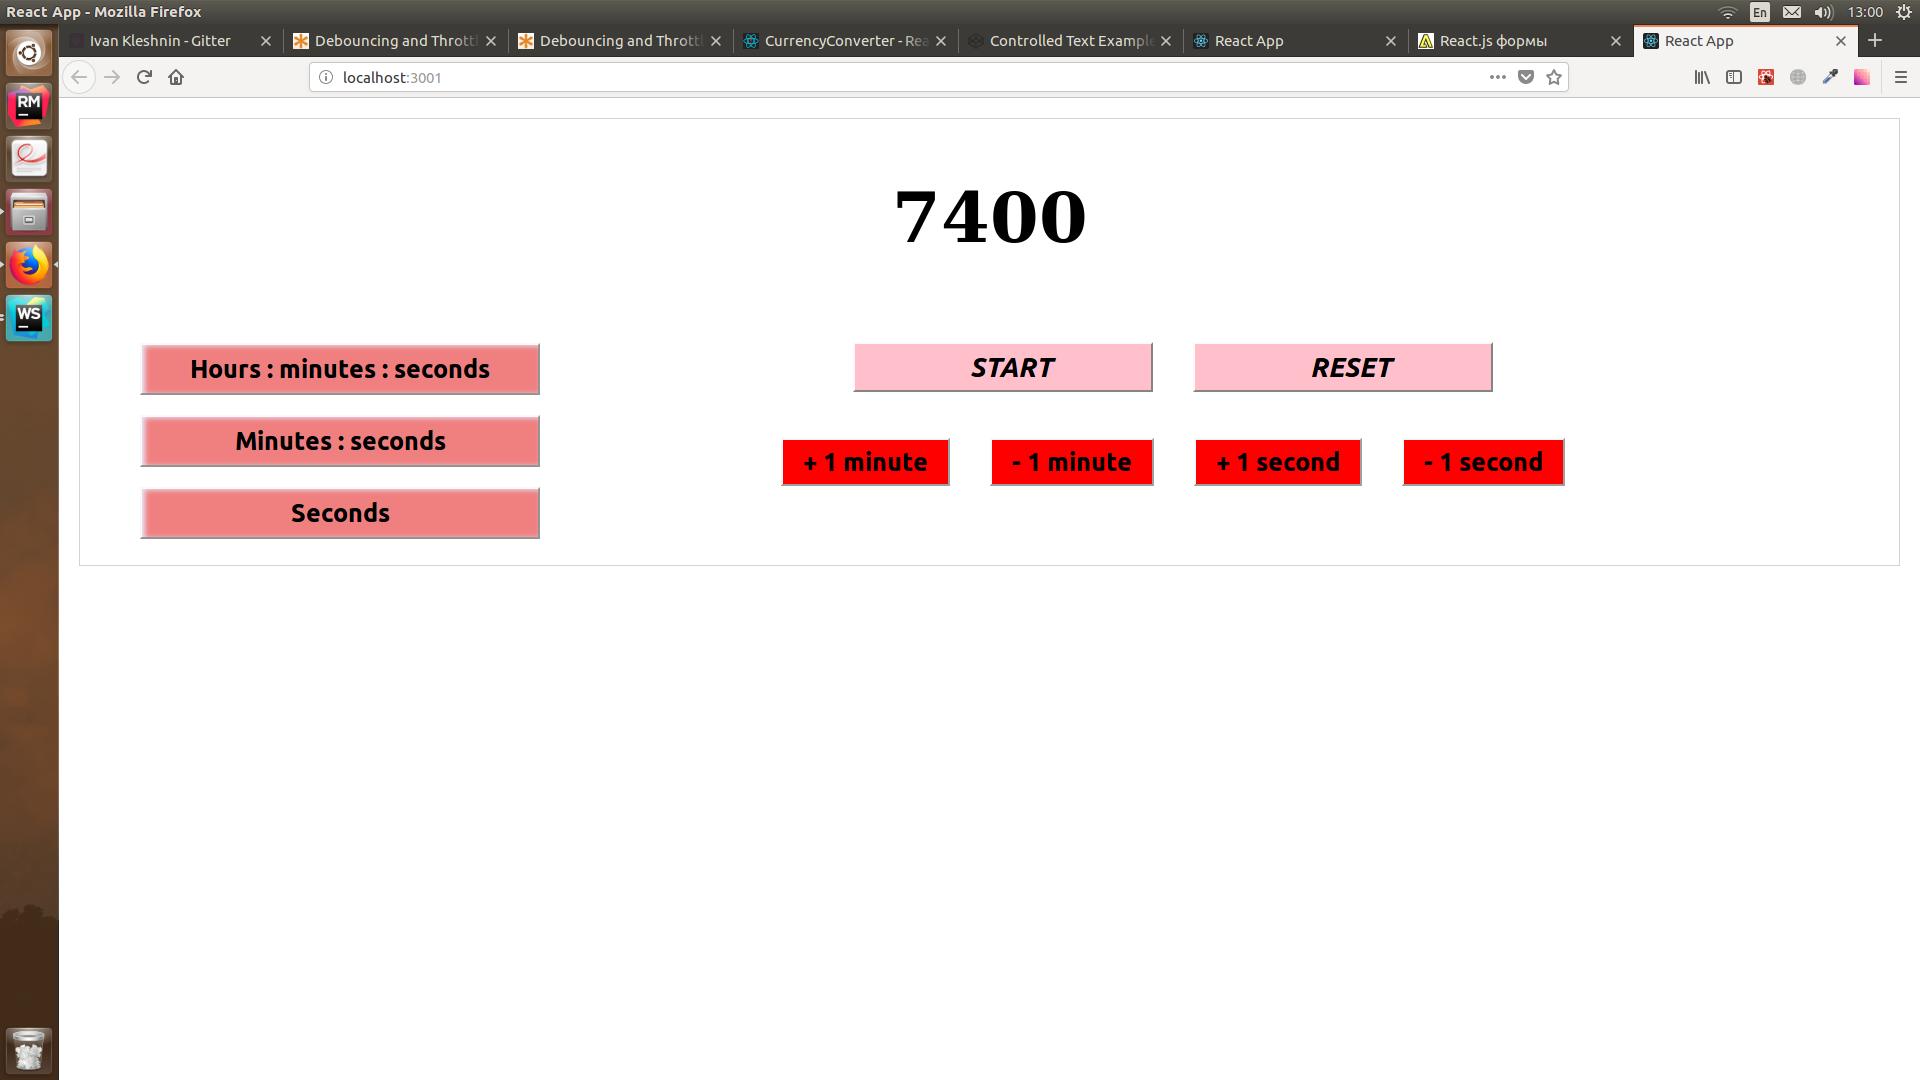 React App - Mozilla Firefox
En
13:00
Ivan Kleshnin - Gitter
Debouncing and Thrott
Debouncing and Thrott
CurrencyConverter - Rea
Controlled Text Example
React App
React.js формы
React App
localhost:3001
RM
WS
7400
Hours : minutes : seconds
Minutes : seconds
Seconds
START
RESET
+ 1 minute
- 1 minute
+ 1 second
- 1 second